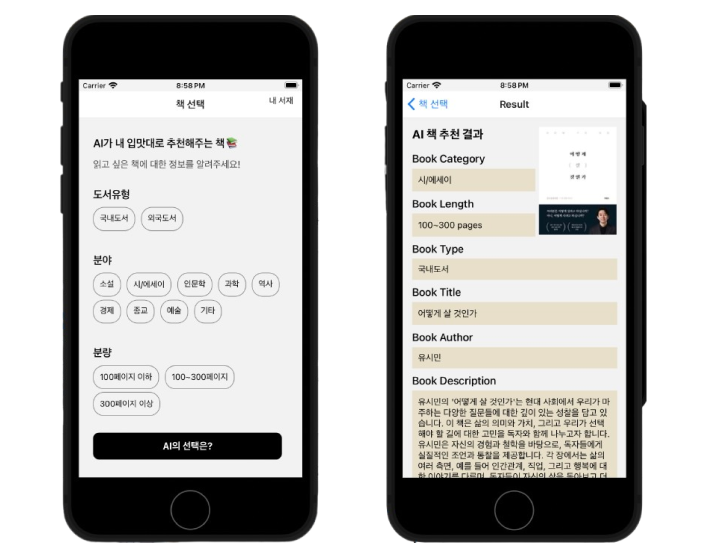 Carrier
8:58 PM
책 선택
내 서재
AI가 내 입맛대로 추천해주는 책📚
읽고 싶은 책에 대한 정보를 알려주세요!
도서유형
국내도서
외국도서
분야
소설
시/에세이
인문학
과학
역사
경제
종교
예술
기타
분량
100페이지 이하
100~300페이지
300페이지 이상
AI의 선택은?
Carrier
8:58 PM
책 선택
Result
AI 책 추천 결과
Book Category
시/에세이
Book Length
100~300 pages
Book Type
국내도서
Book Title
어떻게 살 것인가
Book Author
유시민
Book Description
유시민의 '어떻게 살 것인가'는 현대 사회에서 우리가 마
주하는 다양한 질문들에 대한 깊이 있는 성찰을 담고 있
습니다. 이 책은 삶의 의미와 가치, 그리고 우리가 선택
해야 할 길에 대한 고민을 독자와 함께 나누고자 합니다.
유시민은 자신의 경험과 철학을 바탕으로, 독자들에게
실질적인 조언과 통찰을 제공합니다. 각 장에서는 삶의
여러 측면, 예를 들어 인간관계, 직업, 그리고 행복에 대